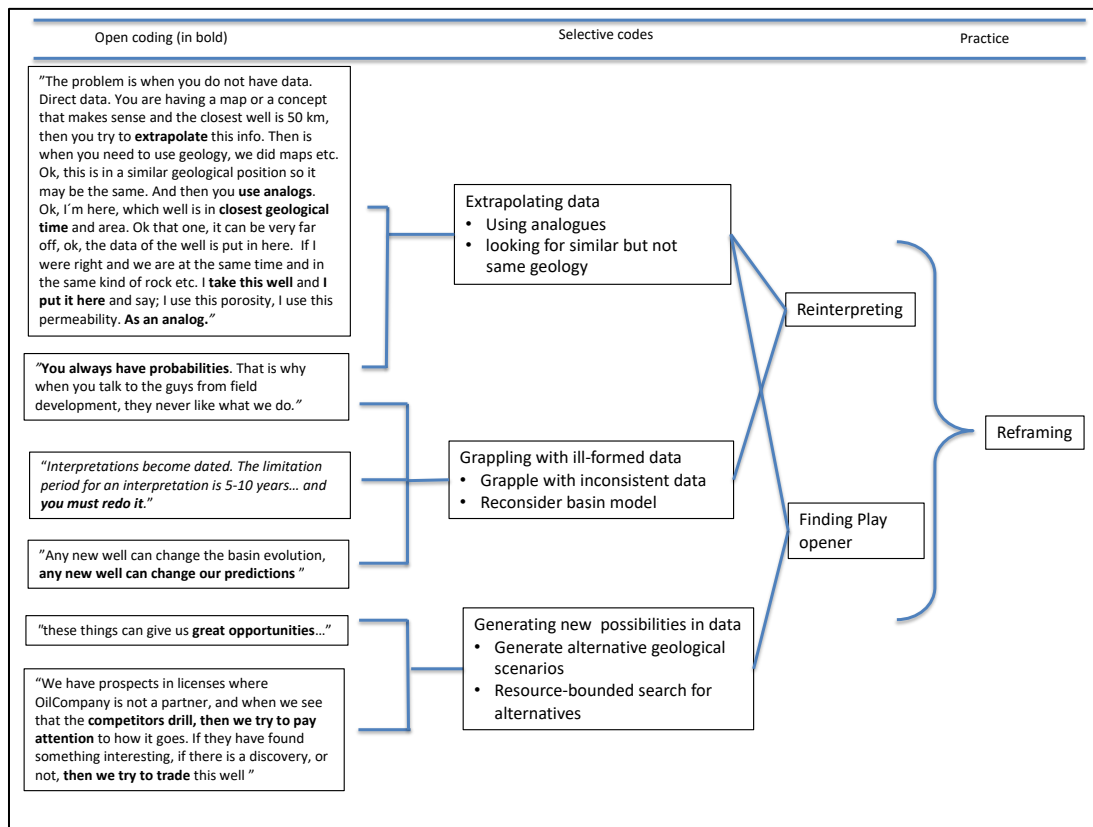 Open coding (in bold)
Selective codes
Practice
"The problem is when you do not have data.
Direct data. You are having a map or a concept
that makes sense and the closest well is 50 km,
then you try to extrapolate this info. Then is
when you need to use geology, we did maps etc.
Ok, this is in a similar geological position so it
may be the same. And then you use analogs.
Ok, I´m here, which well is in closest geological
time and area. Ok that one, it can be very far
off, ok, the data of the well is put in here.  If I
were right and we are at the same time and in
the same kind of rock etc. I take this well and I
put it here and say; I use this porosity, I use this
permeability. As an analog."
"You always have probabilities. That is why
when you talk to the guys from field
development, they never like what we do."
"Interpretations become dated. The limitation
period for an interpretation is 5-10 years… and
you must redo it."
"Any new well can change the basin evolution,
any new well can change our predictions "
"these things can give us great opportunities…"
"We have prospects in licenses where
OilCompany is not a partner, and when we see
that the competitors drill, then we try to pay
attention to how it goes. If they have found
something interesting, if there is a discovery, or
not, then we try to trade this well "
Extrapolating data
• Using analogues
• looking for similar but not
same geology
Grappling with ill-formed data
• Grapple with inconsistent data
• Reconsider basin model
Generating new  possibilities in data
• Generate alternative geological
scenarios
• Resource-bounded search for
alternatives
Reinterpreting
Finding Play
opener
Reframing